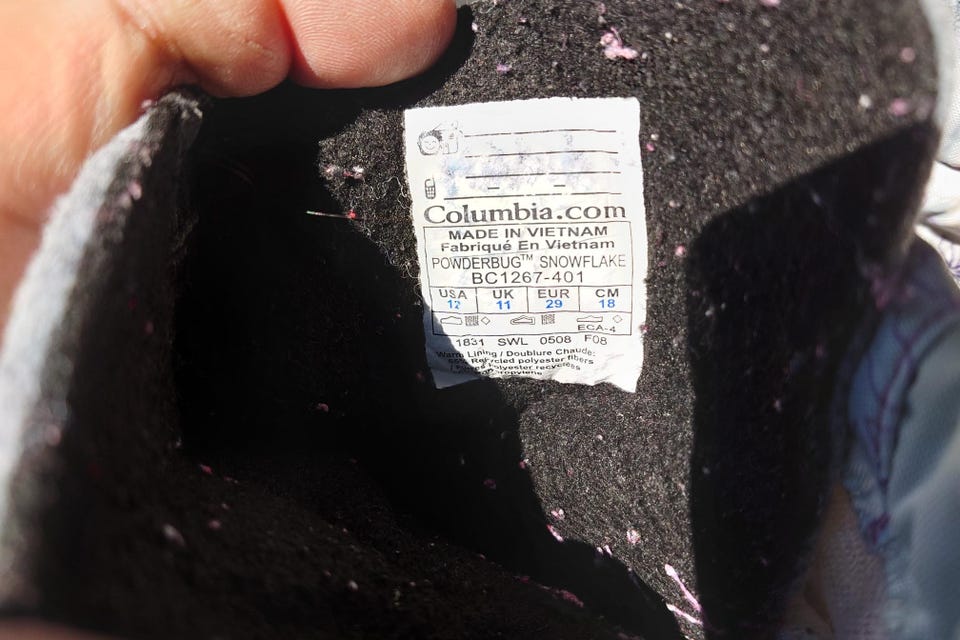 Columbia.com
MADE IN VIETNAM
Fabriqué En Vietnam
POWDERBUG™ SNOWFLAKE
BC1267-401
USA UK EUR CM
12 11 29 18
ECA-4
1831 SWL 0508 F08
Warm Lining / Doublure Chaude:
Recycled polyester fibers
polyester recyclées